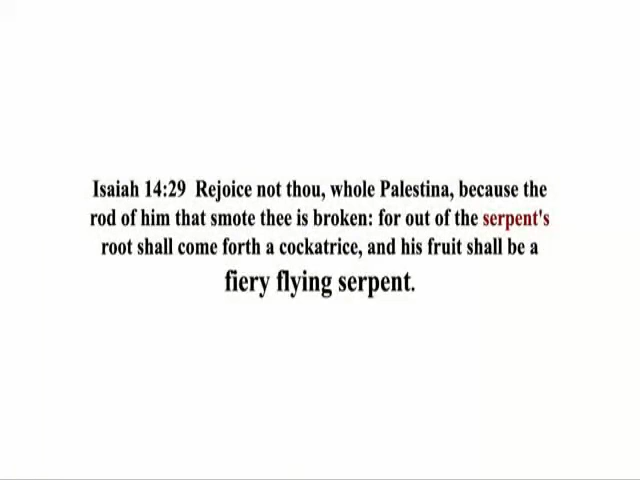 Isaiah 14:29  Rejoice not thou, whole Palestina, because the
rod of him that smote thee is broken: for out of the serpent's
root shall come forth a cockatrice, and his fruit shall be a
fiery flying serpent.